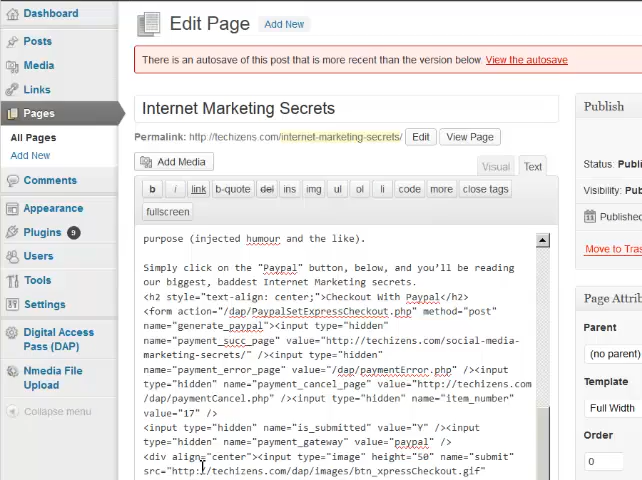 Dashboard
Posts
Media
Links
Pages
All Pages
Add New
Comments
Appearance
Plugins 9
Users
Tools
Settings
Digital Access
Pass (DAP)
Nmedia File
Upload
Collapse menu
Edit Page Add New
There is an autosave of this post that is more recent than the version below. View the autosave
Internet Marketing Secrets
Permalink: http://techizens.com/internet-marketing-secrets/ Edit View Page
Add Media
Visual Text
b i link b-quote del ins img ul ol li code more close tags
fullscreen
purpose (injected humour and the like).
Simply click on the "Paypal" button, below, and you'll be reading
our biggest, baddest Internet Marketing secrets.
<h2 style="text-align: center;">Checkout With Paypal</h2>
<form action="/dap/PaypalSetExpressCheckout.php" method="post"
name="generate_paypal"><input type="hidden"
name="payment_succ_page" value="http://techizens.com/social-media-
marketing-secrets/" /><input type="hidden"
name="payment_error_page" value="/dap/paymentError.php" /><input
type="hidden" name="payment_cancel_page" value="http://techizens.com
/dap/paymentCancel.php" /><input type="hidden" name="item_number"
value="17" />
<input type="hidden" name="is_submitted" value="Y" /><input
type="hidden" name="payment_gateway" value="paypal" />
<div align="center"><input type="image" height="50" name="submit"
src="http://techizens.com/dap/images/btn_xpressCheckout.gif"
Publish
Status: Publi
Visibility: Pub
Published
Move to Tras
Page Attrib
Parent
(no parent)
Template
Full Width
Order
0